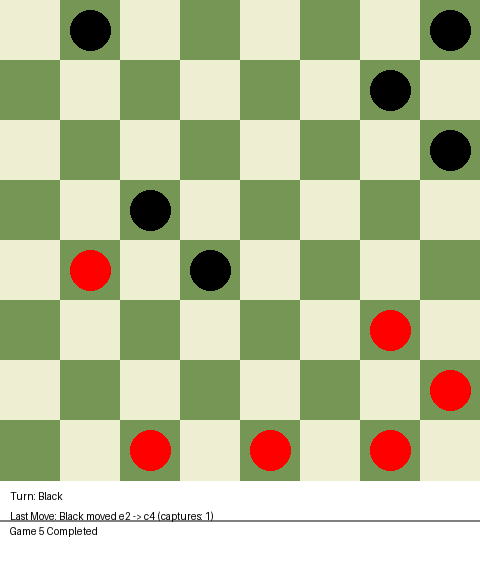 Turn: Black
Last Move: Black moved e2 -> c4 (captures: 1)
Game 5 Completed